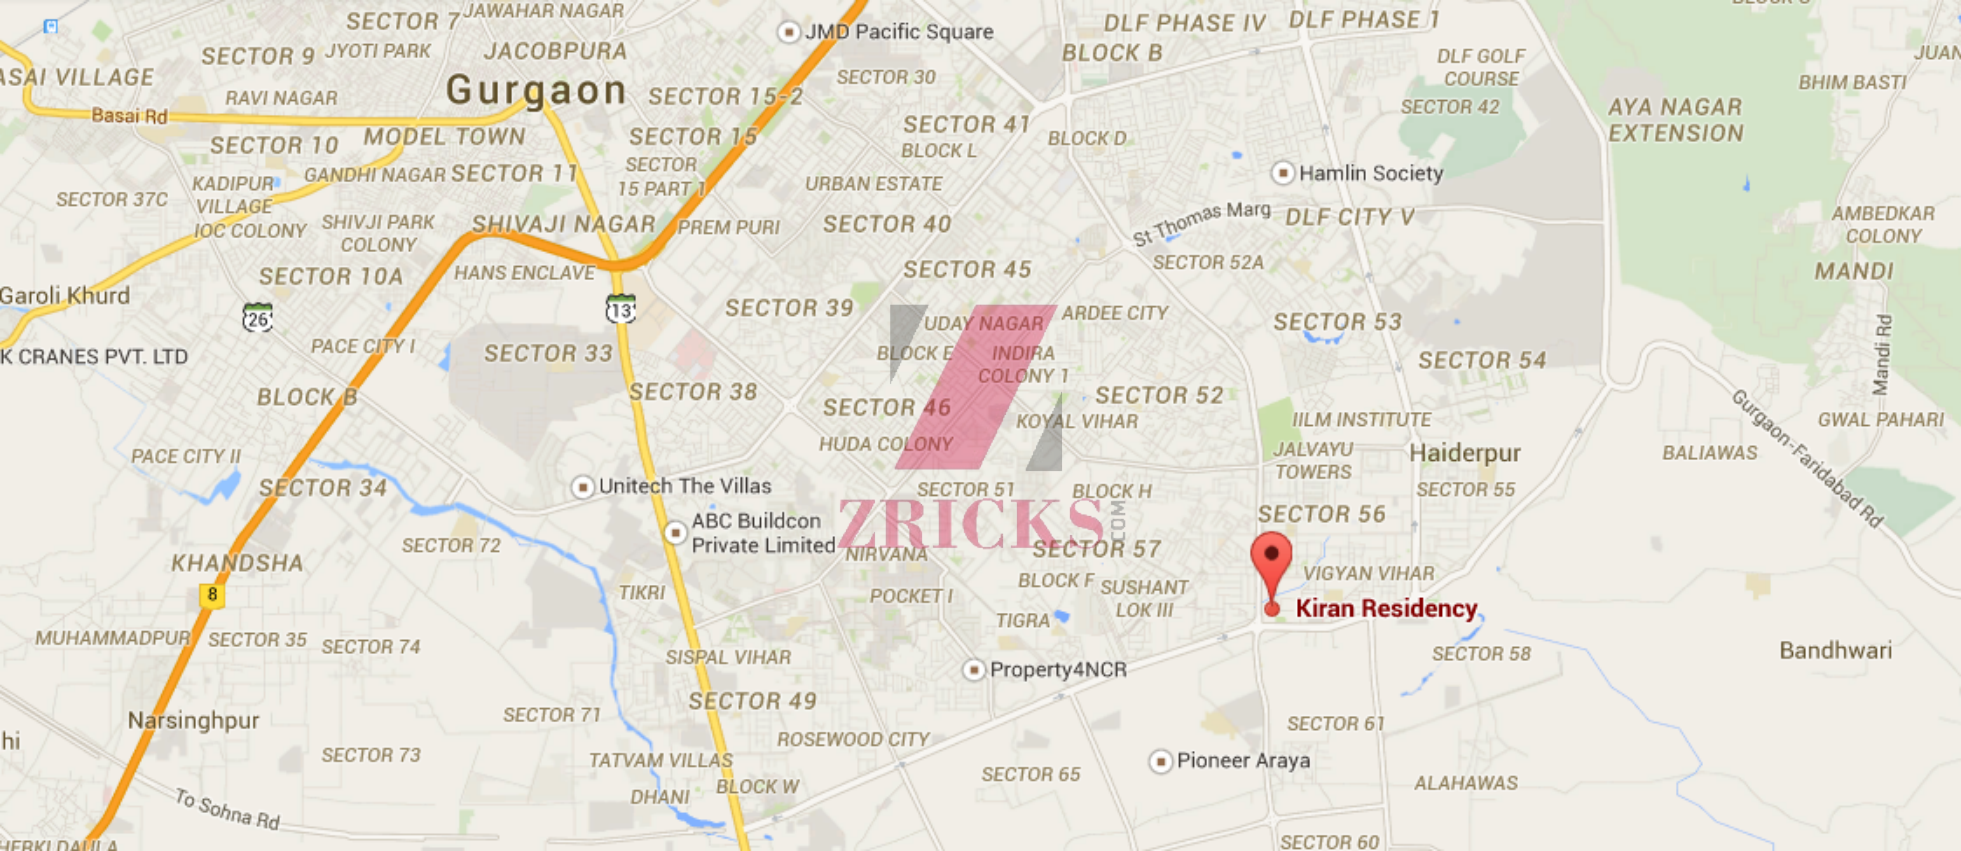 SECTOR 7
JAWAHAR NAGAR
JMD Pacific Square
DLF PHASE IV
DLF PHASE 1
SECTOR 9
JYOTI PARK
JACOBPURA
BLOCK B
DLF GOLF
COURSE
ASAI VILLAGE
RAVI NAGAR
Gurgaon
SECTOR 15-2
SECTOR 30
SECTOR 42
BHIM BASTI
AYA NAGAR
EXTENSION
Basai Rd
SECTOR 10
MODEL TOWN
SECTOR 15
SECTOR 41
BLOCK L
BLOCK D
SECTOR 37C
KADIPUR
VILLAGE
GANDHI NAGAR
SECTOR 11
SECTOR
15 PART 1
URBAN ESTATE
Hamlin Society
IOC COLONY
SHIVJI PARK
COLONY
SHIVAJI NAGAR
PREM PURI
SECTOR 40
St Thomas Marg
DLF CITY V
AMBEDKAR
COLONY
SECTOR 10A
HANS ENCLAVE
SECTOR 45
SECTOR 52A
MANDI
Garoli Khurd
26
13
SECTOR 39
UDAY NAGAR
ARDEE CITY
SECTOR 53
K CRANES PVT. LTD
PACE CITY I
SECTOR 33
BLOCK E
INDIRA
COLONY 1
SECTOR 54
Mandi Rd
BLOCK B
SECTOR 38
SECTOR 46
SECTOR 52
KOYAL VIHAR
IILM INSTITUTE
GWAL PAHARI
PACE CITY II
HUDA COLONY
JALVAYU
TOWERS
Haiderpur
BALIAWAS
Gurgaon-Faridabad Rd
SECTOR 34
Unitech The Villas
SECTOR 51
BLOCK H
SECTOR 55
SECTOR 56
ABC Buildcon
Private Limited
ZRICKS
.COM
SECTOR 72
NIRVANA
SECTOR 57
KHANDSHA
8
TIKRI
POCKET I
BLOCK F
SUSHANT
LOK III
VIGYAN VIHAR
Kiran Residency
TIGRA
MUHAMMADPUR
SECTOR 35
SECTOR 74
SISPAL VIHAR
Property4NCR
SECTOR 58
Bandhwari
SECTOR 49
Narsinghpur
SECTOR 71
SECTOR 61
hi
SECTOR 73
ROSEWOOD CITY
TATVAM VILLAS
SECTOR 65
Pioneer Araya
ALAHAWAS
BLOCK W
DHANI
To Sohna Rd
SECTOR 60